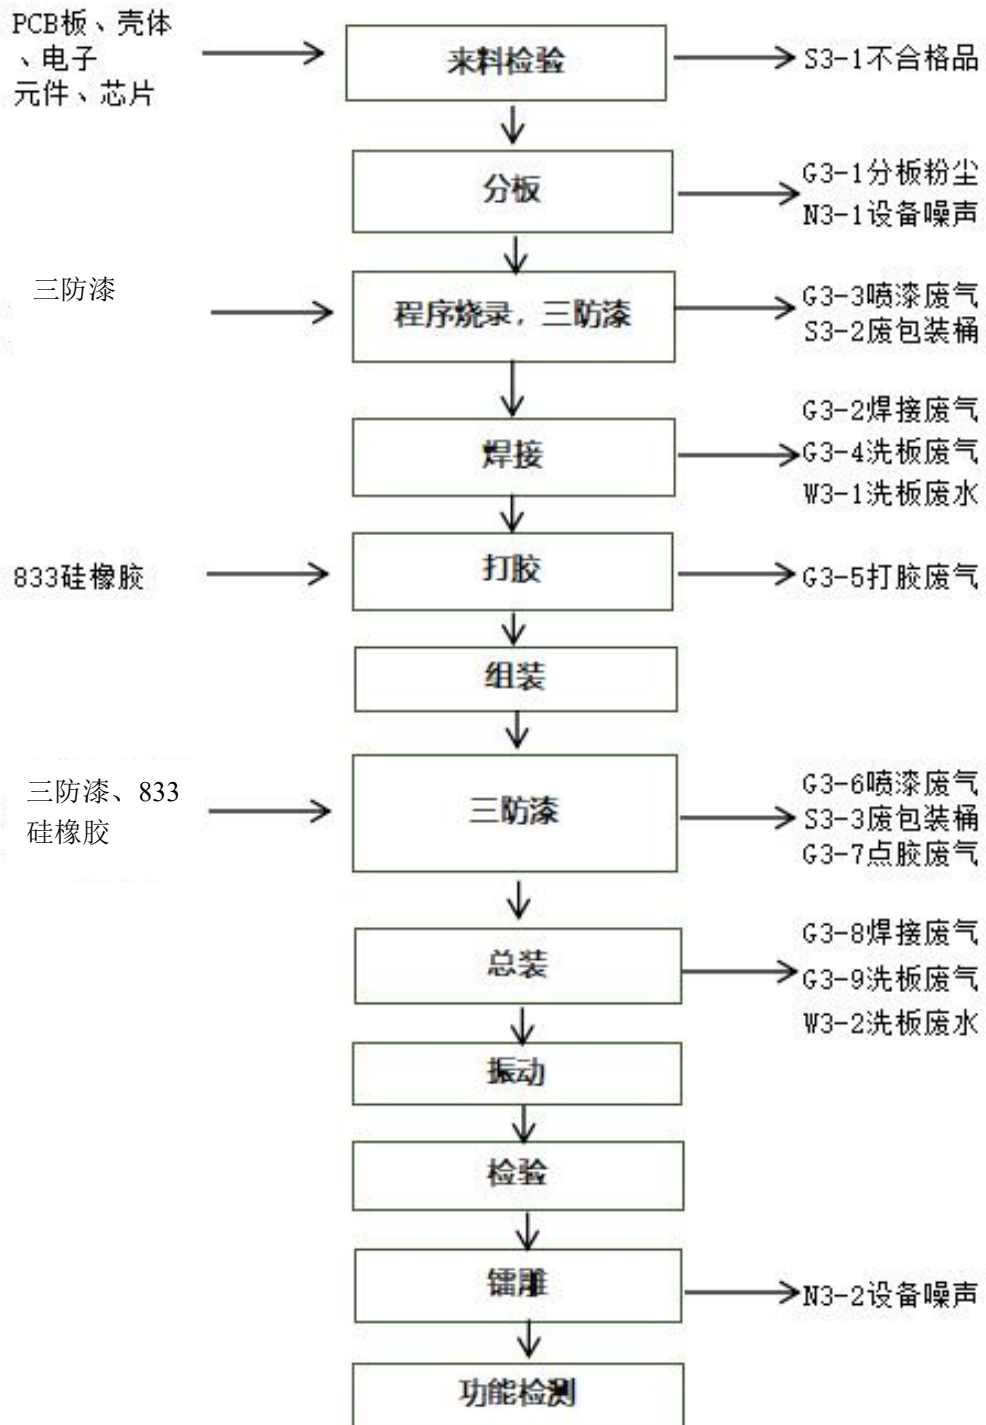 PCB板、壳体
、电子
元件、芯片
来料检验
S3-1不合格品
分板
G3-1分板粉尘
N3-1设备噪声
三防漆
程序烧录，三防漆
G3-3喷漆废气
S3-2废包装桶
焊接
G3-2焊接废气
G3-4洗板废气
W3-1洗板废水
833硅橡胶
打胶
G3-5打胶废气
组装
三防漆、833
硅橡胶
三防漆
G3-6喷漆废气
S3-3废包装桶
G3-7点胶废气
总装
G3-8焊接废气
G3-9洗板废气
W3-2洗板废水
振动
检验
镭雕
N3-2设备噪声
功能检测